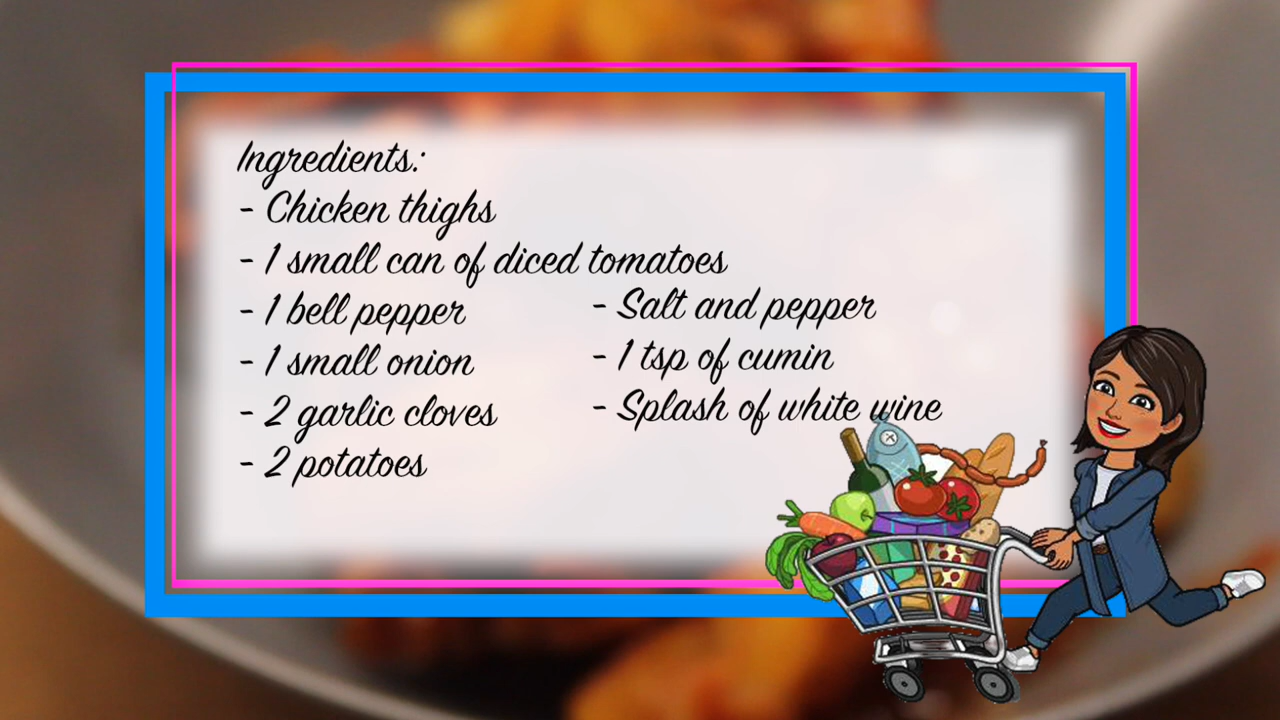 Ingredients:
- Chicken thighs
- 1 small can of diced tomatoes
- 1 bell pepper
- 1 small onion
- 2 garlic cloves
- 2 potatoes
- Salt and pepper
- 1 tsp of cumin
- Splash of white wine